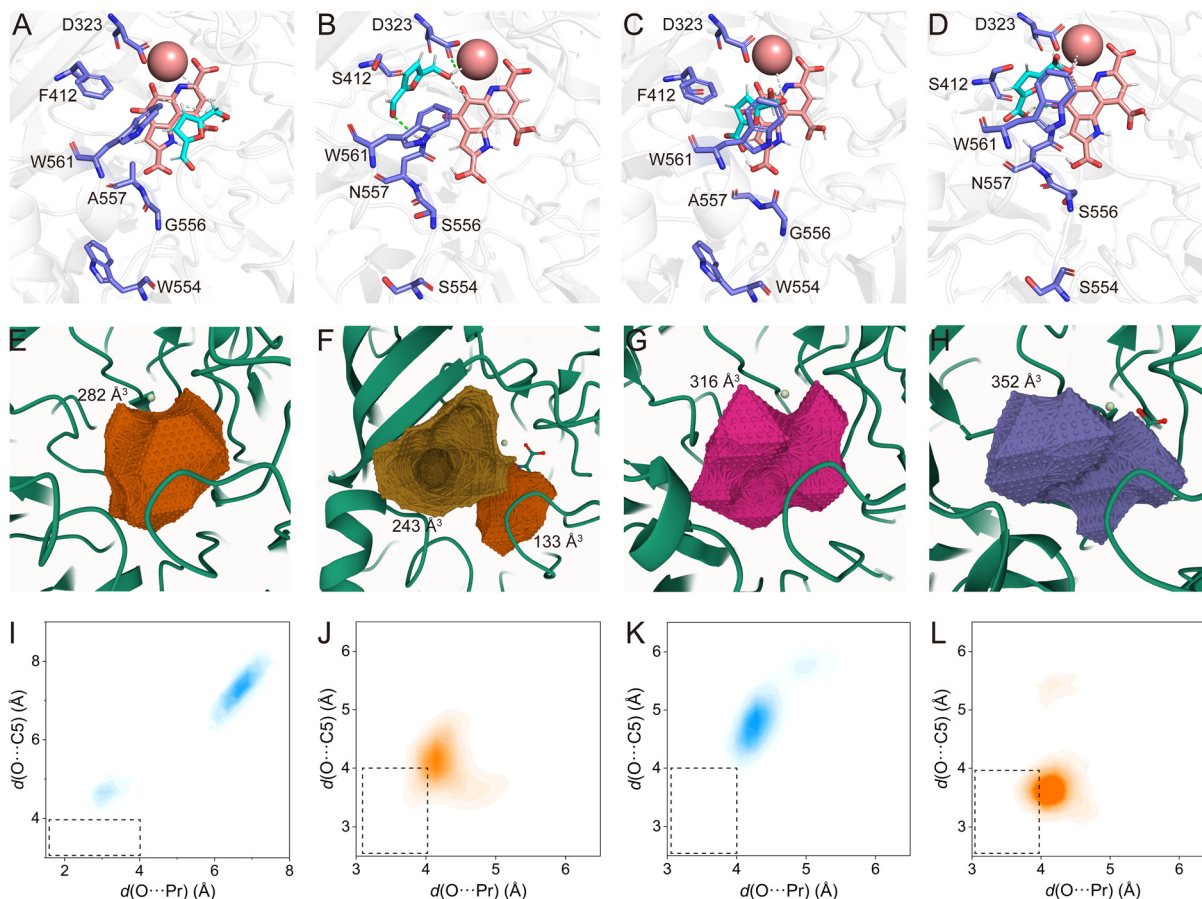 A
D323
F412
W561
A557
G556
W554
B
D323
S412
W561
N557
S556
S554
C
D323
F412
W561
A557
G556
W554
D
D323
S412
W561
N557
S556
S554
E
282 Å³
F
243 Å³
133 Å³
G
316 Å³
H
352 Å³
I
8
6
4
d(O···C5) (Å)
2
4
6
8
d(O···Pr) (Å)
J
6
5
4
3
d(O···C5) (Å)
3
4
5
6
d(O···Pr) (Å)
K
6
5
4
3
d(O···C5) (Å)
3
4
5
6
d(O···Pr) (Å)
L
6
5
4
3
d(O···C5) (Å)
3
4
5
6
d(O···Pr) (Å)